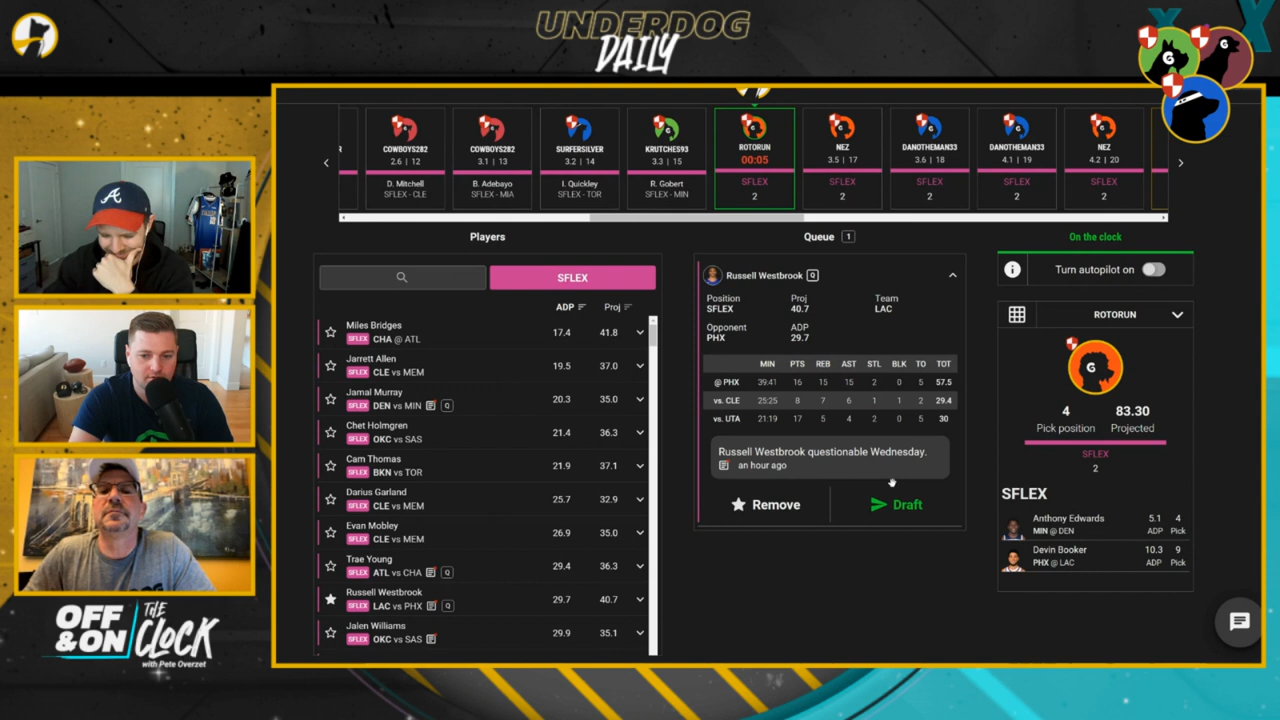 UNDERDOG
DAILY
R
COWBOYS282
2.6 | 12
D. Mitchell
SFLEX - CLE
COWBOYS282
3.1 | 13
B. Adebayo
SFLEX - MIA
SURFERSILVER
3.2 | 14
I. Quickley
SFLEX - TOR
KRUTCHES93
3.3 | 15
R. Gobert
SFLEX - MIN
ROTORUN
00:05
SFLEX
2
NEZ
3.5 | 17
SFLEX
2
DANOTHEMAN33
3.6 | 18
SFLEX
2
DANOTHEMAN33
4.1 | 19
SFLEX
2
NEZ
4.2 | 20
SFLEX
2
Players
SFLEX
ADP Proj
Miles Bridges
SFLEX CHA @ ATL 17.4 41.8
Jarrett Allen
SFLEX CLE vs MEM 19.5 37.0
Jamal Murray
SFLEX DEN vs MIN Q 20.3 35.0
Chet Holmgren
SFLEX OKC vs SAS 21.4 36.3
Cam Thomas
SFLEX BKN vs TOR 21.9 37.1
Darius Garland
SFLEX CLE vs MEM 25.7 32.9
Evan Mobley
SFLEX CLE vs MEM 26.9 35.0
Trae Young
SFLEX ATL vs CHA Q 29.4 36.3
Russell Westbrook
SFLEX LAC vs PHX Q 29.7 40.7
Jalen Williams
SFLEX OKC vs SAS 29.9 35.1
Queue 1
Russell Westbrook Q
Position Proj Team
SFLEX 40.7 LAC
Opponent ADP
PHX 29.7
MIN PTS REB AST STL BLK TO TOT
@ PHX 39:41 16 15 15 2 0 5 57.5
vs. CLE 25:25 8 7 6 1 1 2 29.4
vs. UTA 21:19 17 5 4 2 0 5 30
Russell Westbrook questionable Wednesday.
an hour ago
Remove Draft
On the clock
Turn autopilot on
ROTORUN
G
4 83.30
Pick position Projected
SFLEX
2
SFLEX
Anthony Edwards 5.1 4
MIN @ DEN ADP Pick
Devin Booker 10.3 9
PHX @ LAC ADP Pick
OFF
&ON
THE
CLOCK
with Pete Overzet